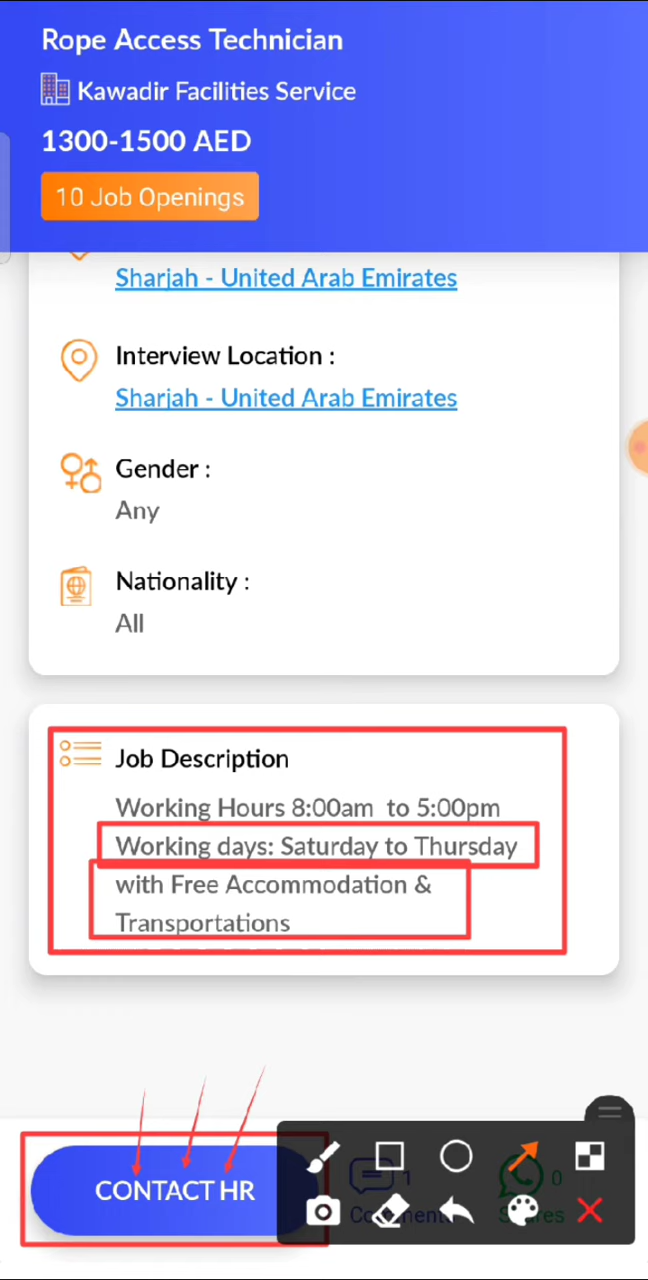 Rope Access Technician
Kawadir Facilities Service
1300-1500 AED
10 Job Openings
Sharjah - United Arab Emirates
Interview Location :
Sharjah - United Arab Emirates
Gender :
Any
Nationality :
All
Job Description
Working Hours 8:00am to 5:00pm
Working days: Saturday to Thursday
with Free Accommodation &
Transportations
CONTACT HR
1
0